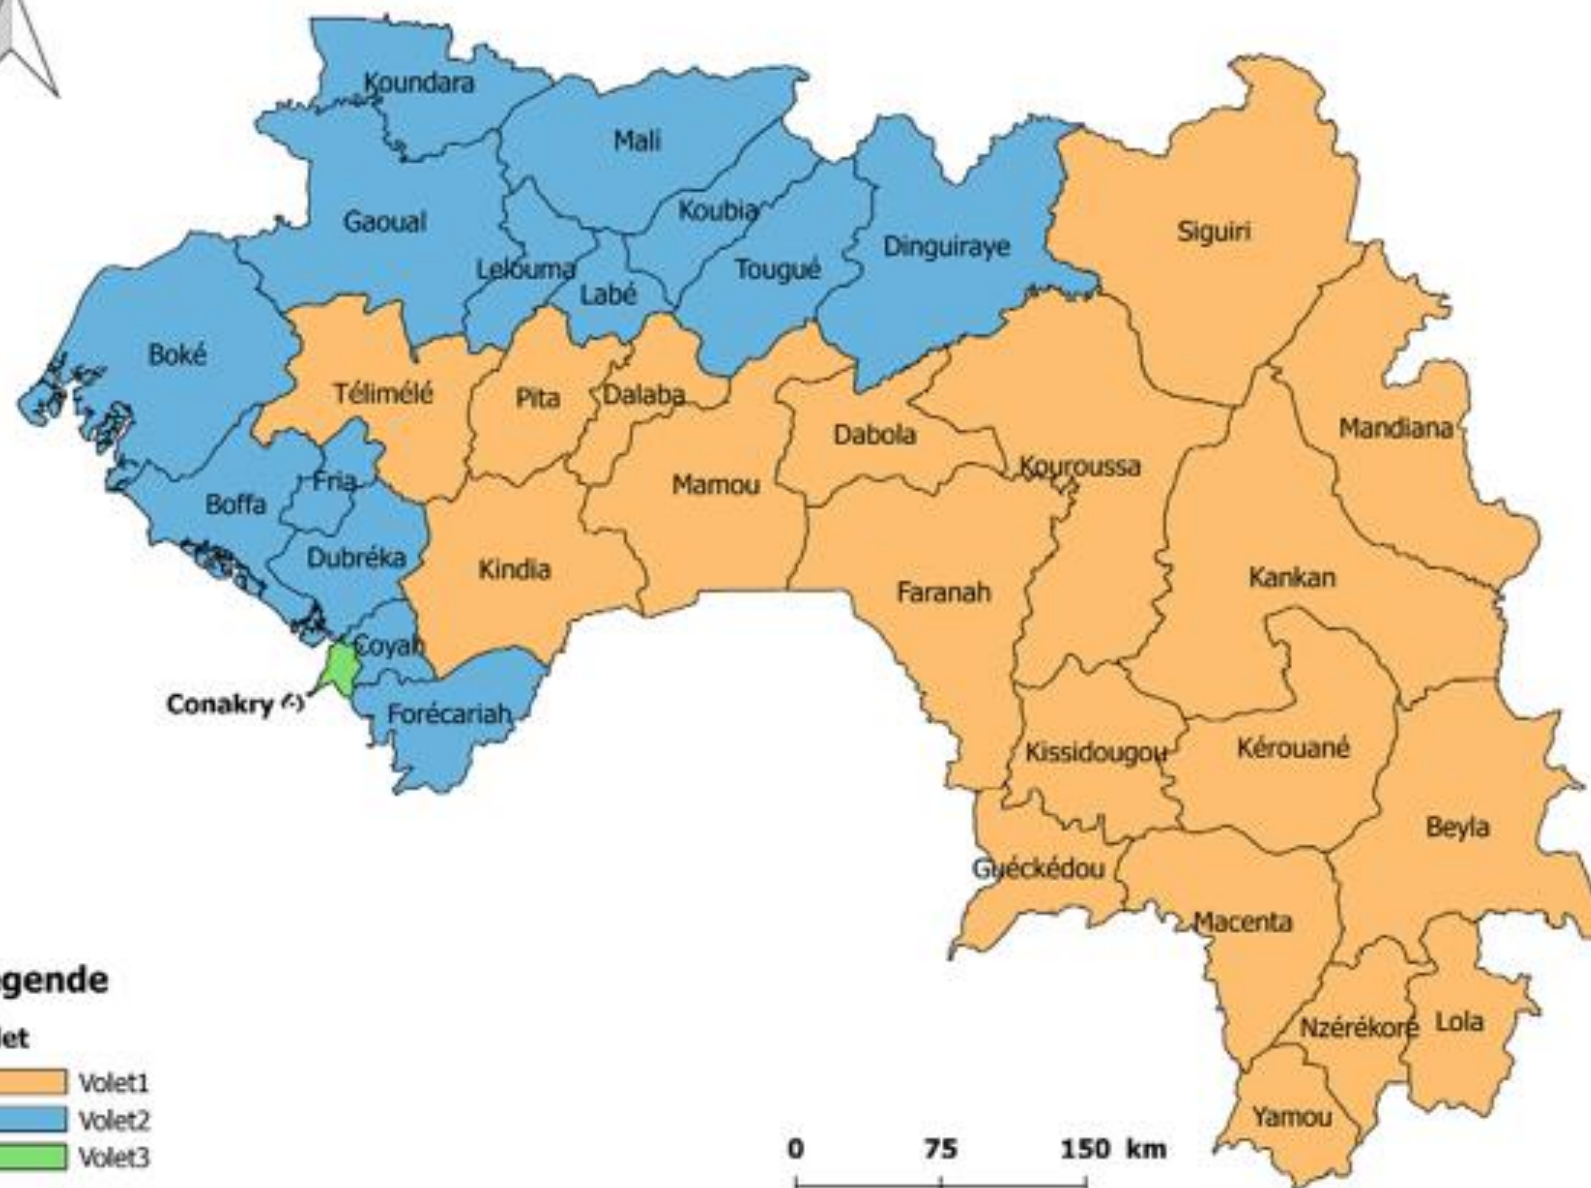 Koundara
Mali
Koubia
Gaoual
Siguiri
Dinguiraye
Lelouma
Tougué
Labé
Boké
Télimélé
Pita
Dalaba
Dabola
Mandiana
Kouroussa
Mamou
Fria
Boffa
Dubréka
Kindia
Kankan
Faranah
Coyah
Conakry
Forécariah
Kissidougou
Kérouané
Beyla
Guéckédou
Macenta
Nzérékoré
Lola
Yamou
gende
let
Volet1
Volet2
Volet3
0 75 150 km